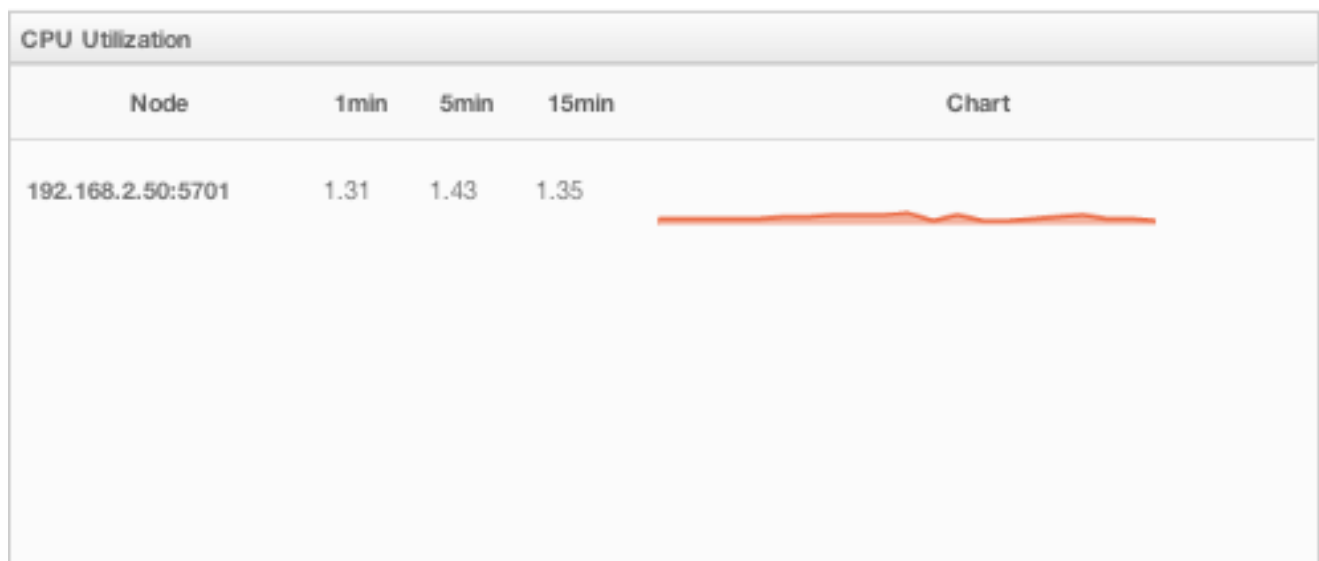 CPU Utilization
Node 1min 5min 15min Chart
192.168.2.50:5701 1.31 1.43 1.35